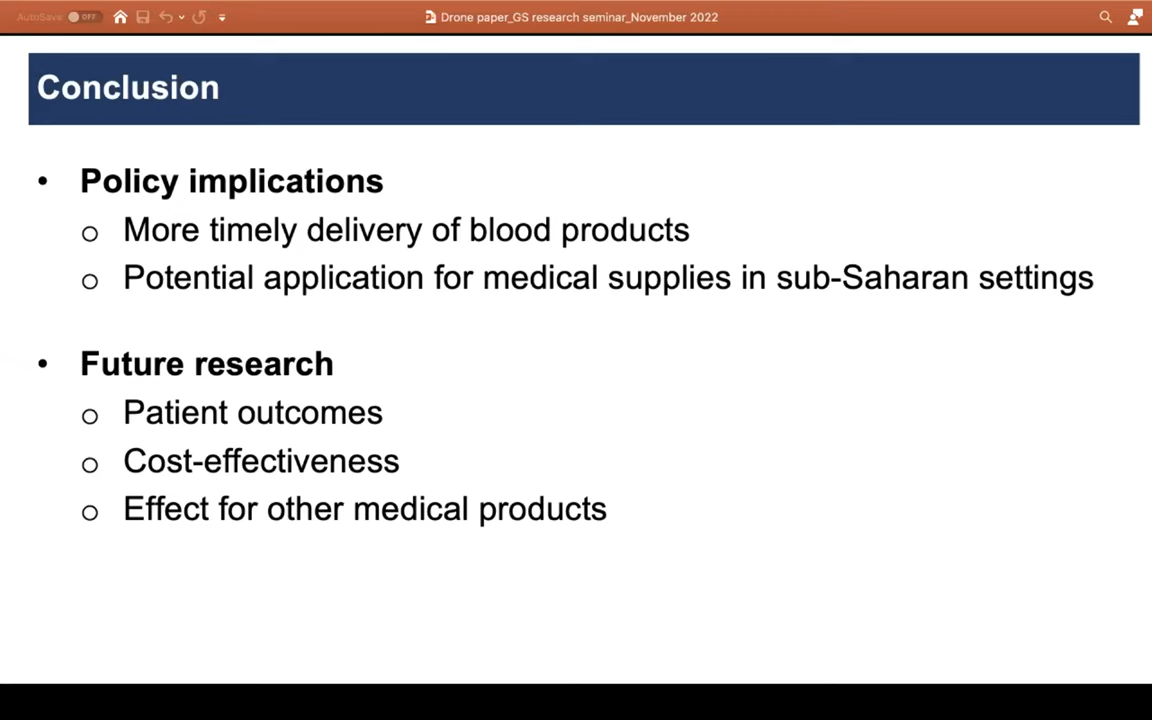 AutoSave OFF
Drone paper_GS research seminar_November 2022
Conclusion
• Policy implications
o More timely delivery of blood products
o Potential application for medical supplies in sub-Saharan settings
• Future research
o Patient outcomes
o Cost-effectiveness
o Effect for other medical products